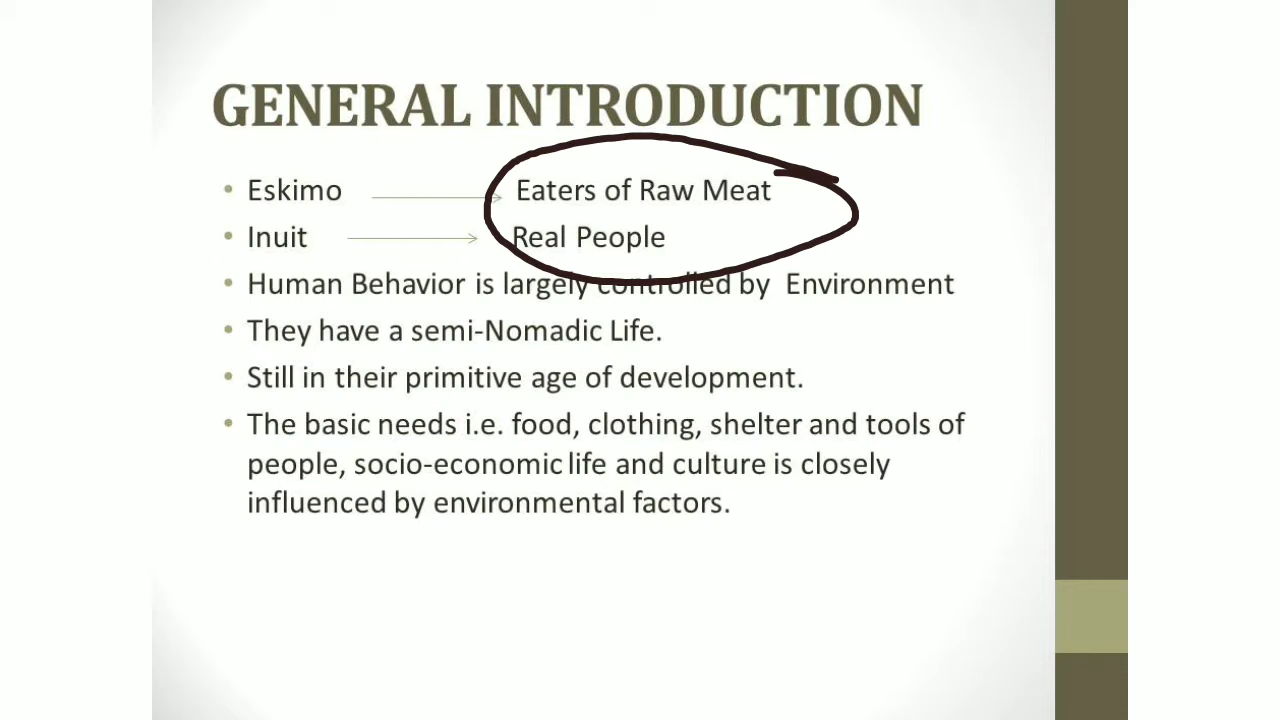 GENERAL INTRODUCTION
• Eskimo Eaters of Raw Meat
• Inuit Real People
• Human Behavior is largely controlled by Environment
• They have a semi-Nomadic Life.
• Still in their primitive age of development.
• The basic needs i.e. food, clothing, shelter and tools of
people, socio-economic life and culture is closely
influenced by environmental factors.